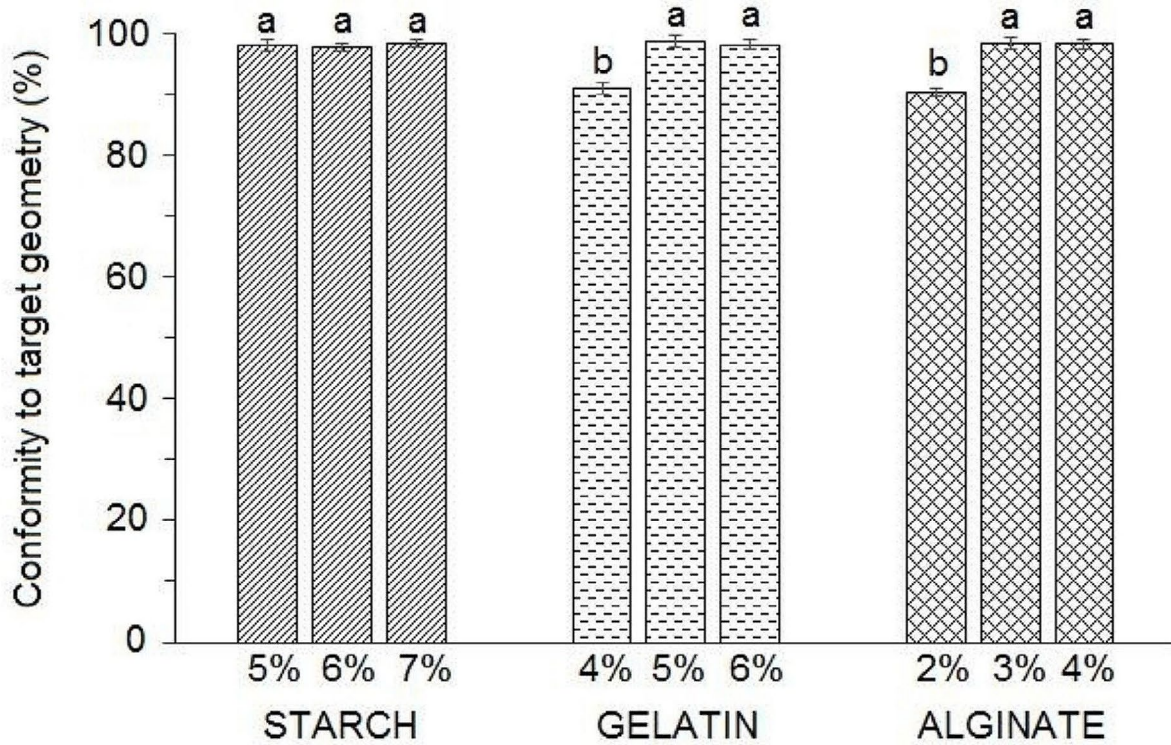 Conformity to target geometry (%)
100
80
60
40
20
0
a a a
b a a
b a a
5% 6% 7%
STARCH
4% 5% 6%
GELATIN
2% 3% 4%
ALGINATE